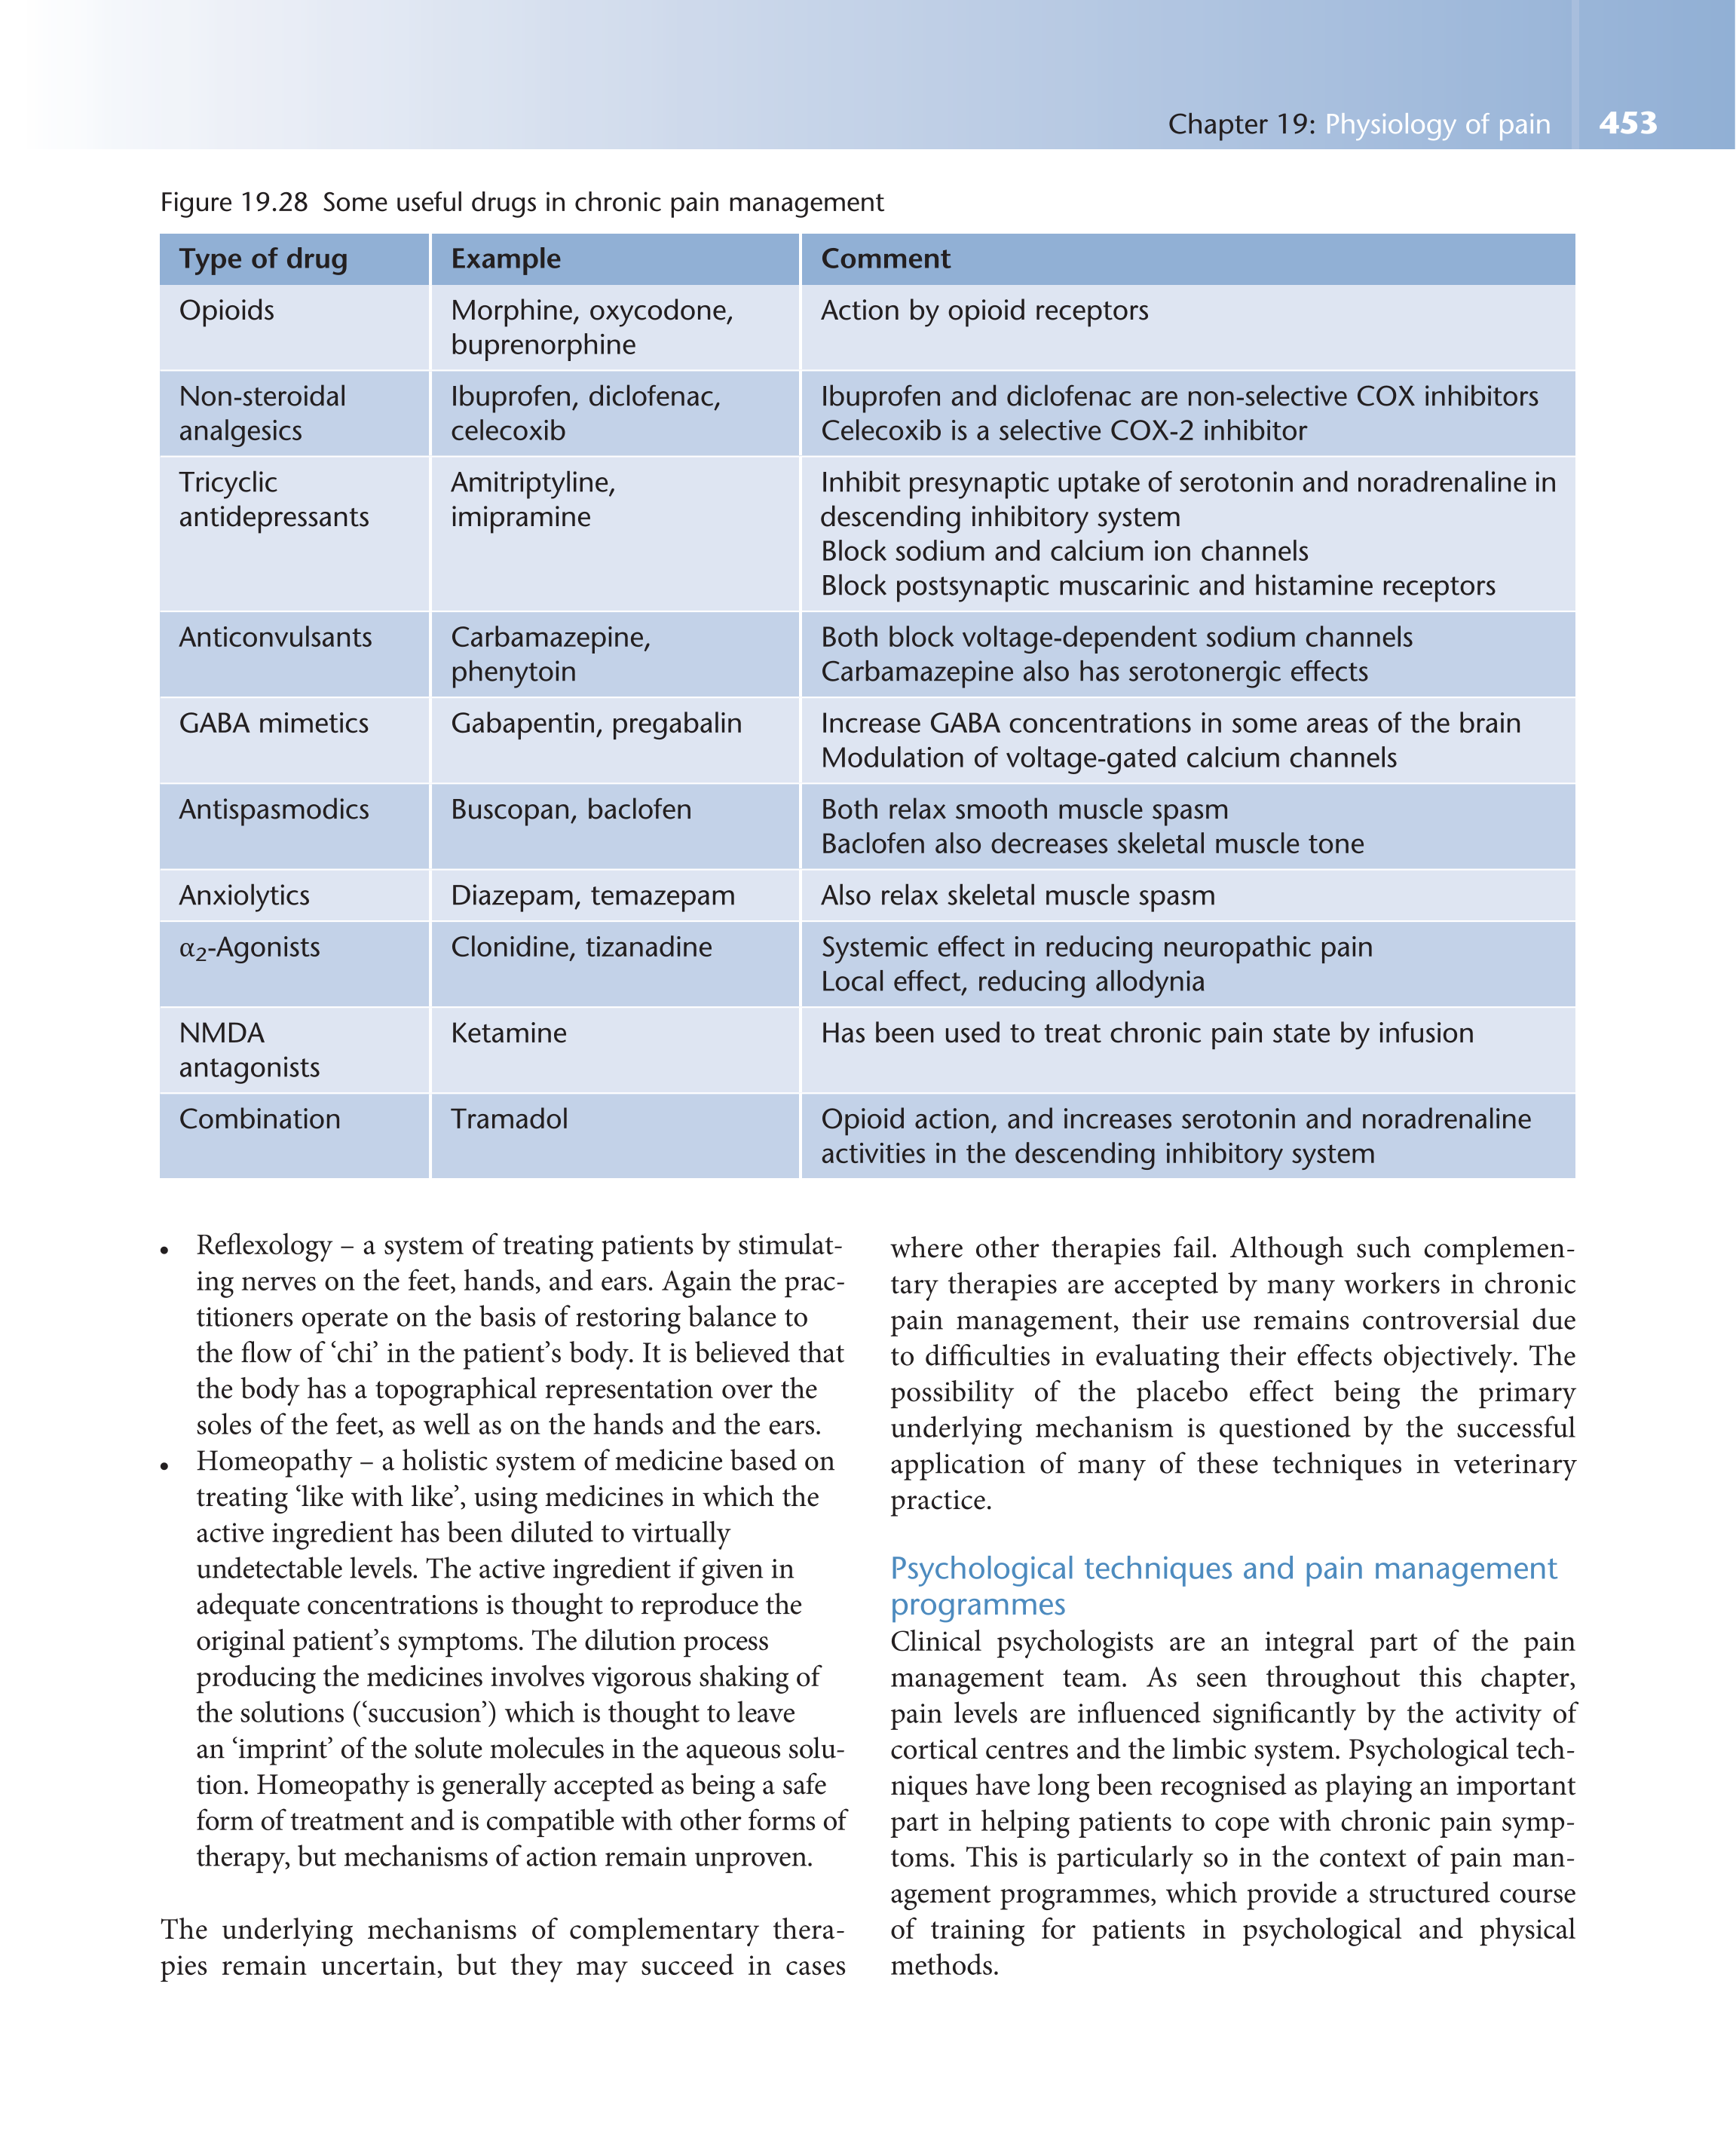 Chapter 19: Physiology of pain 453
Figure 19.28 Some useful drugs in chronic pain management
Type of drug Example Comment
Opioids Morphine, oxycodone, Action by opioid receptors
buprenorphine
Non-steroidal Ibuprofen, diclofenac, Ibuprofen and diclofenac are non-selective COX inhibitors
analgesics celecoxib Celecoxib is a selective COX-2 inhibitor
Tricyclic Amitriptyline, Inhibit presynaptic uptake of serotonin and noradrenaline in
antidepressants imipramine descending inhibitory system
Block sodium and calcium ion channels
Block postsynaptic muscarinic and histamine receptors
Anticonvulsants Carbamazepine, Both block voltage-dependent sodium channels
phenytoin Carbamazepine also has serotonergic effects
GABA mimetics Gabapentin, pregabalin Increase GABA concentrations in some areas of the brain
Modulation of voltage-gated calcium channels
Antispasmodics Buscopan, baclofen Both relax smooth muscle spasm
Baclofen also decreases skeletal muscle tone
Anxiolytics Diazepam, temazepam Also relax skeletal muscle spasm
α2-Agonists Clonidine, tizanadine Systemic effect in reducing neuropathic pain
Local effect, reducing allodynia
NMDA Ketamine Has been used to treat chronic pain state by infusion
antagonists
Combination Tramadol Opioid action, and increases serotonin and noradrenaline
activities in the descending inhibitory system
• Reflexology – a system of treating patients by stimulat-
ing nerves on the feet, hands, and ears. Again the prac-
titioners operate on the basis of restoring balance to
the flow of ‘chi’ in the patient’s body. It is believed that
the body has a topographical representation over the
soles of the feet, as well as on the hands and the ears.
• Homeopathy – a holistic system of medicine based on
treating ‘like with like’, using medicines in which the
active ingredient has been diluted to virtually
undetectable levels. The active ingredient if given in
adequate concentrations is thought to reproduce the
original patient’s symptoms. The dilution process
producing the medicines involves vigorous shaking of
the solutions (‘succusion’) which is thought to leave
an ‘imprint’ of the solute molecules in the aqueous solu-
tion. Homeopathy is generally accepted as being a safe
form of treatment and is compatible with other forms of
therapy, but mechanisms of action remain unproven.
The underlying mechanisms of complementary thera-
pies remain uncertain, but they may succeed in cases
where other therapies fail. Although such complemen-
tary therapies are accepted by many workers in chronic
pain management, their use remains controversial due
to difficulties in evaluating their effects objectively. The
possibility of the placebo effect being the primary
underlying mechanism is questioned by the successful
application of many of these techniques in veterinary
practice.
Psychological techniques and pain management
programmes
Clinical psychologists are an integral part of the pain
management team. As seen throughout this chapter,
pain levels are influenced significantly by the activity of
cortical centres and the limbic system. Psychological tech-
niques have long been recognised as playing an important
part in helping patients to cope with chronic pain symp-
toms. This is particularly so in the context of pain man-
agement programmes, which provide a structured course
of training for patients in psychological and physical
methods.